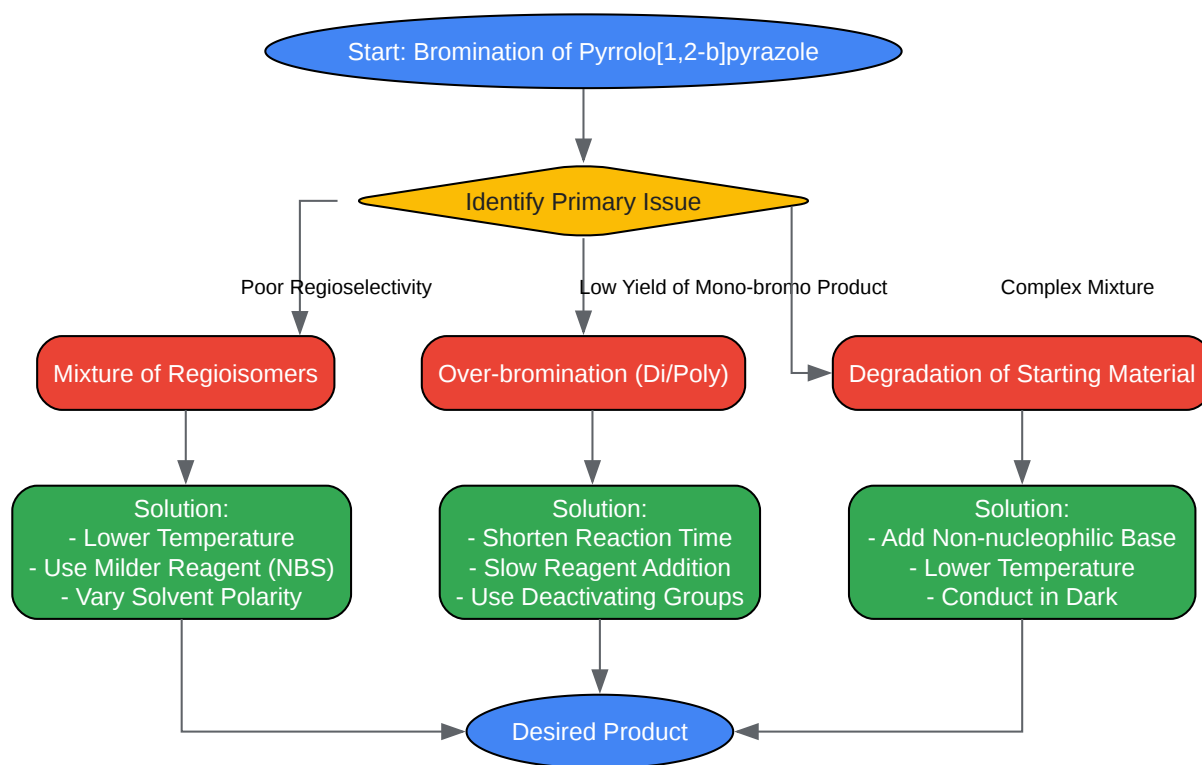 Start: Bromination of Pyrrolo[1,2-b]pyrazole
Identify Primary Issue
Poor Regioselectivity
Low Yield of Mono-bromo Product
Complex Mixture
Mixture of Regioisomers
Over-bromination (Di/Poly)
Degradation of Starting Material
Solution:
- Lower Temperature
- Use Milder Reagent (NBS)
- Vary Solvent Polarity
Solution:
- Shorten Reaction Time
- Slow Reagent Addition
- Use Deactivating Groups
Solution:
- Add Non-nucleophilic Base
- Lower Temperature
- Conduct in Dark
Desired Product